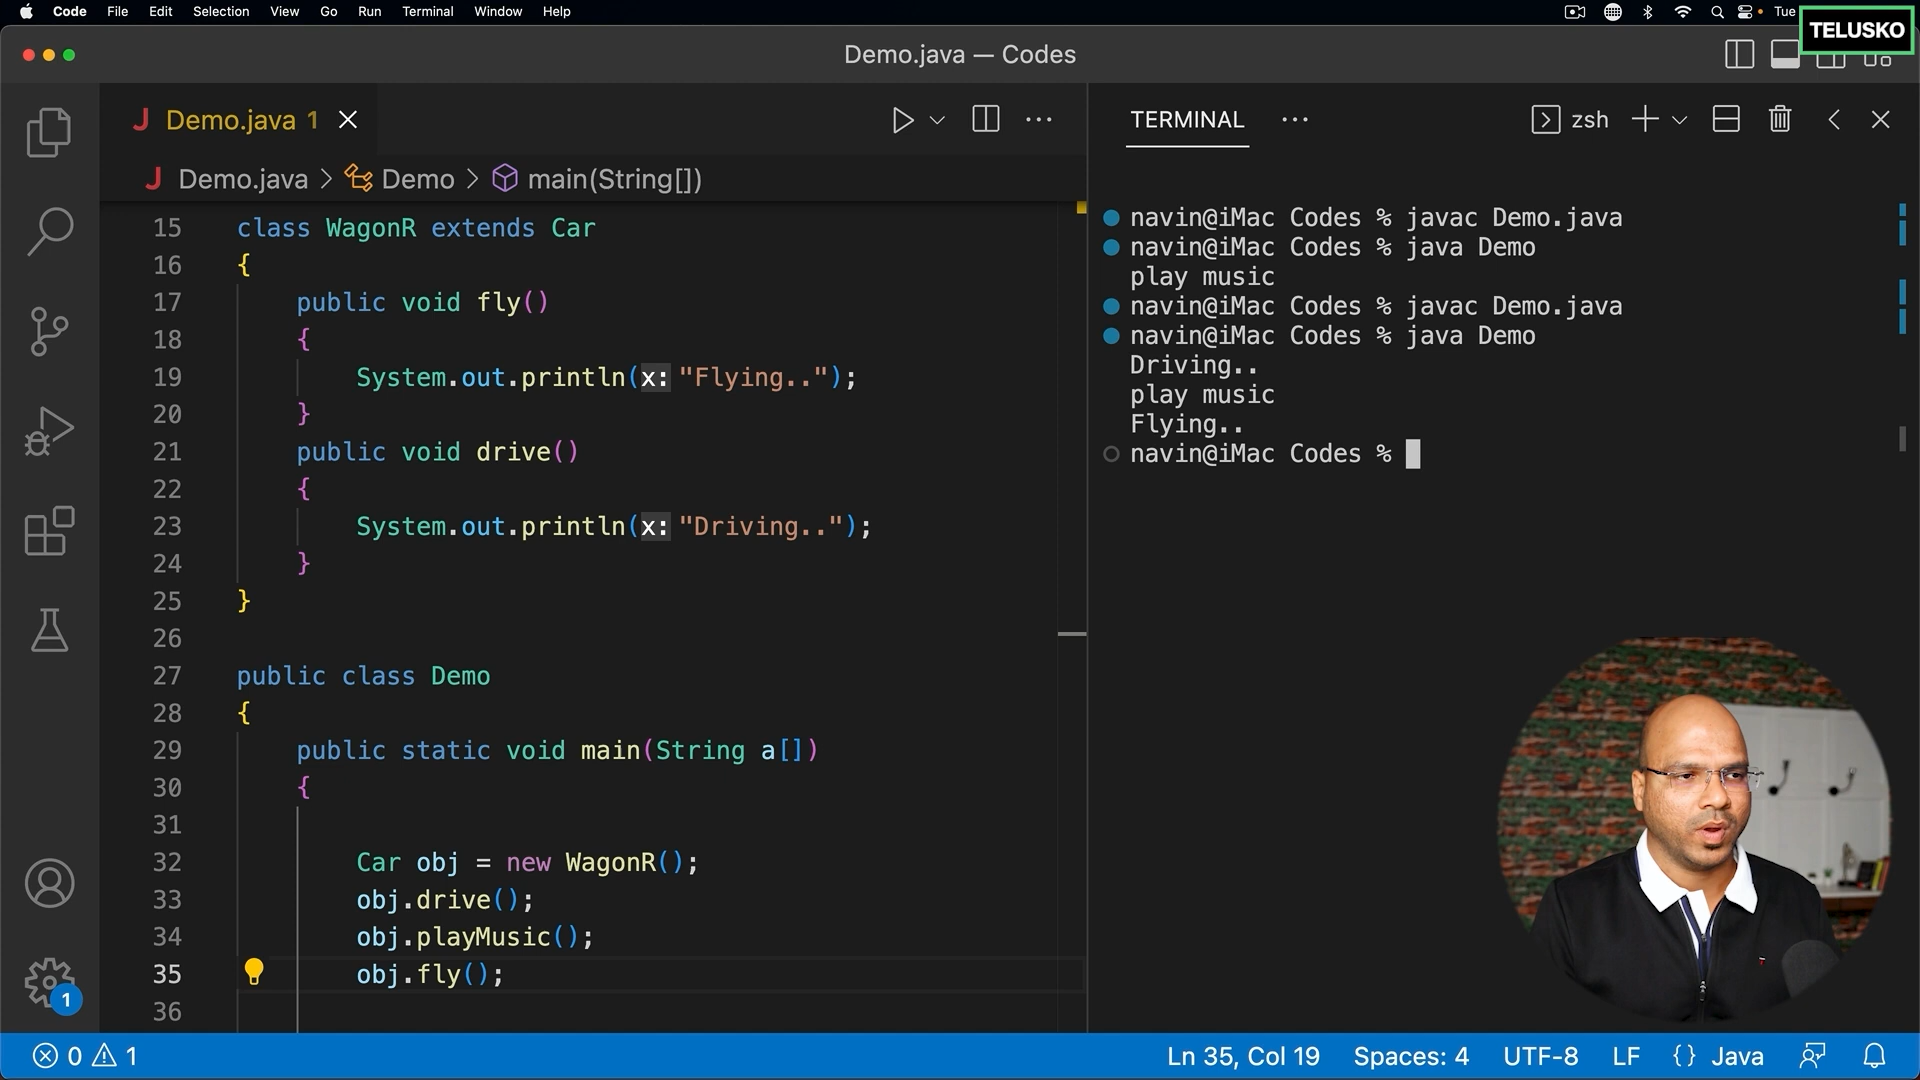 Code File Edit Selection View Go Run Terminal Window Help Tue
TELUSKO
Demo.java — Codes
J Demo.java 1
TERMINAL
zsh
J Demo.java > Demo > main(String[])
15 class WagonR extends Car
16 {
17 public void fly()
18 {
19 System.out.println(x: "Flying..");
20 }
21 public void drive()
22 {
23 System.out.println(x: "Driving..");
24 }
25 }
26
27 public class Demo
28 {
29 public static void main(String a[])
30 {
31
32 Car obj = new WagonR();
33 obj.drive();
34 obj.playMusic();
35 obj.fly();
36
navin@iMac Codes % javac Demo.java
navin@iMac Codes % java Demo
play music
navin@iMac Codes % javac Demo.java
navin@iMac Codes % java Demo
Driving..
play music
Flying..
navin@iMac Codes %
1
0 1 Ln 35, Col 19 Spaces: 4 UTF-8 LF {} Java